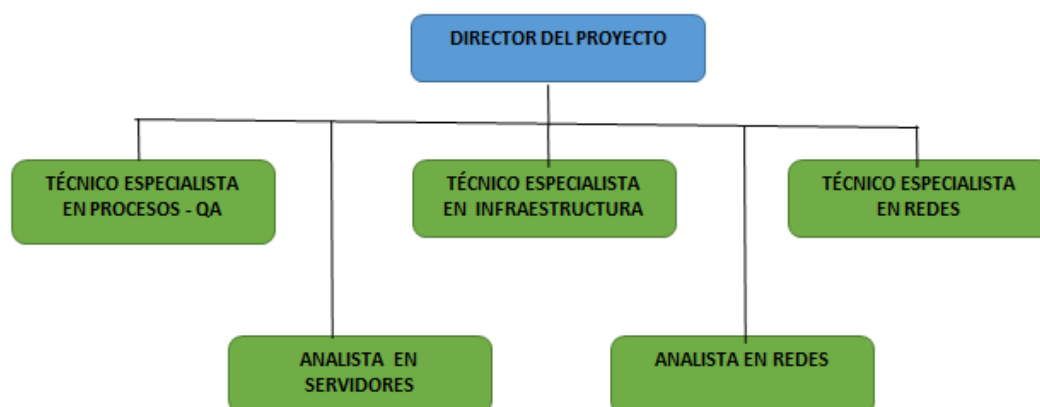 DIRECTOR DEL PROYECTO
TÉCNICO ESPECIALISTA
EN PROCESOS - QA
TÉCNICO ESPECIALISTA
EN INFRAESTRUCTURA
TÉCNICO ESPECIALISTA
EN REDES
ANALISTA EN
SERVIDORES
ANALISTA EN REDES